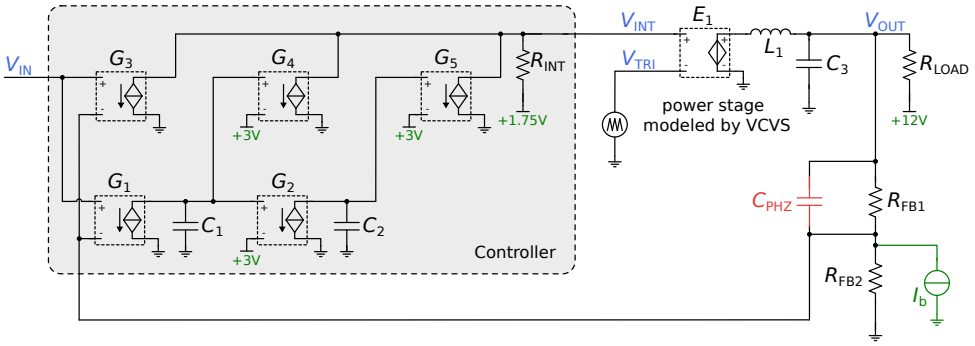 V_INT
E_1
V_OUT
V_IN
G_3
G_4
G_5
R_INT
V_TRI
L_1
C_3
R_LOAD
+3V
+3V
+1.75V
+12V
power stage
modeled by VCVS
G_1
G_2
C_1
C_2
C_PHZ
R_FB1
+3V
Controller
R_FB2
I_b